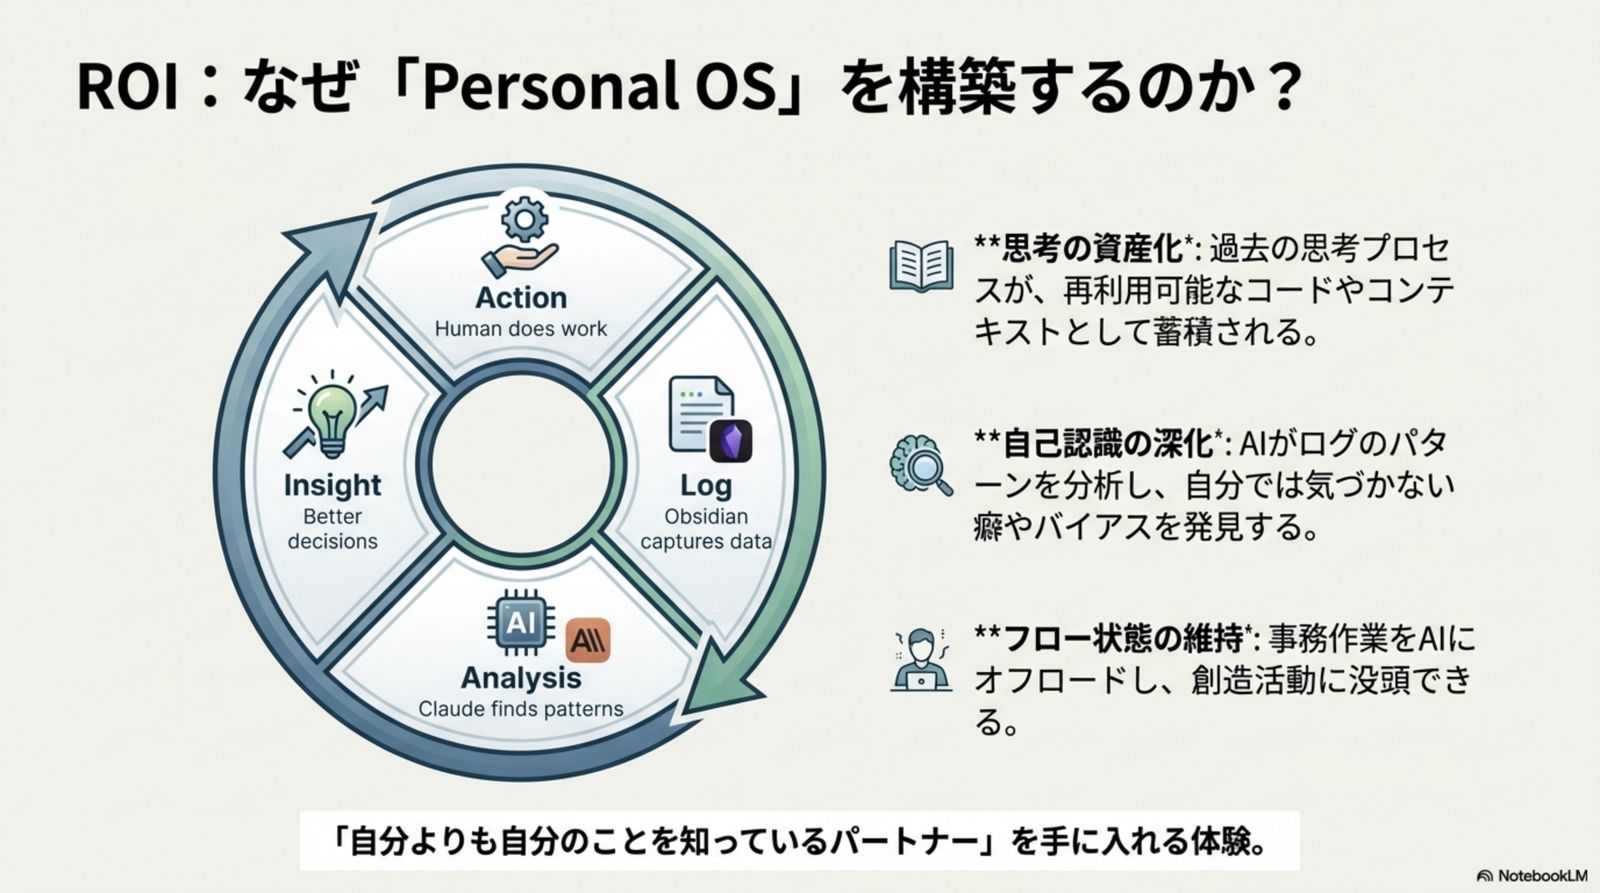 ROI：なぜ「Personal OS」を構築するのか？
Action
Human does work
Insight
Better
decisions
Log
Obsidian
captures data
AI
A\\
Analysis
Claude finds patterns
**思考の資産化*: 過去の思考プロセ
スが、再利用可能なコードやコンテ
キストとして蓄積される。
**自己認識の深化*: AIがログのパタ
ーンを分析し、自分では気づかない
癖やバイアスを発見する。
**フロー状態の維持*: 事務作業をAIに
オフロードし、創造活動に没頭でき
る。
「自分よりも自分のことを知っているパートナー」を手に入れる体験。
NotebookLM